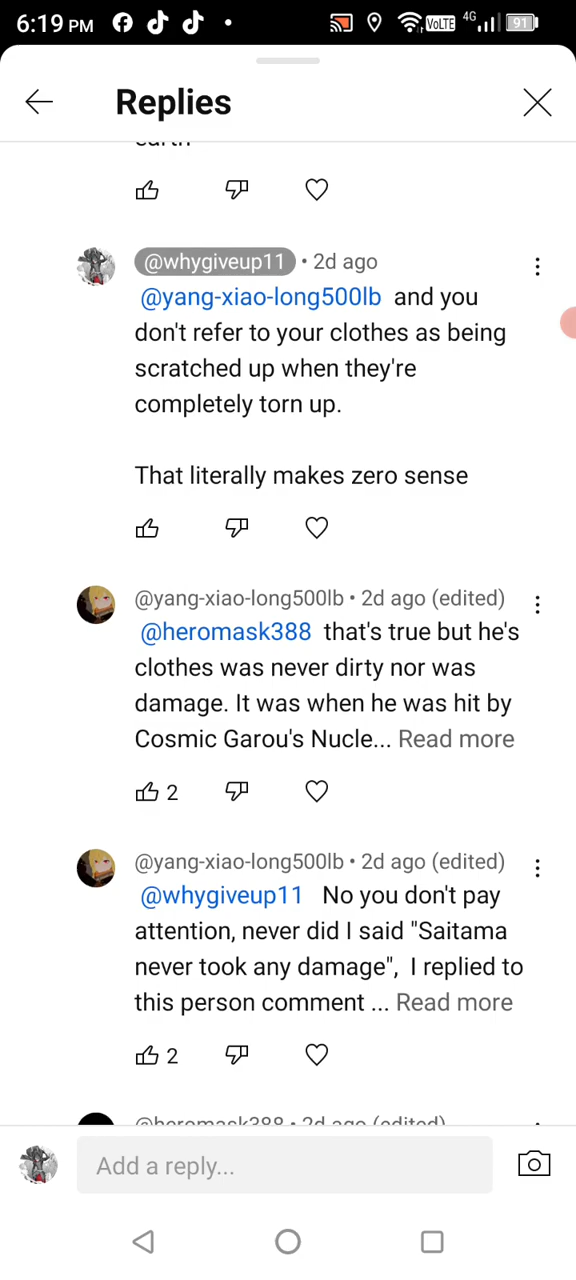 6:19 PM
VoLTE 4G 91
Replies
earth
@whygiveup11 • 2d ago
@yang-xiao-long500lb and you
don't refer to your clothes as being
scratched up when they're
completely torn up.
That literally makes zero sense
@yang-xiao-long500lb • 2d ago (edited)
@heromask388 that's true but he's
clothes was never dirty nor was
damage. It was when he was hit by
Cosmic Garou's Nucle... Read more
2
@yang-xiao-long500lb • 2d ago (edited)
@whygiveup11 No you don't pay
attention, never did I said "Saitama
never took any damage", I replied to
this person comment ... Read more
2
@heromask388 • 2d ago (edited)
Add a reply...